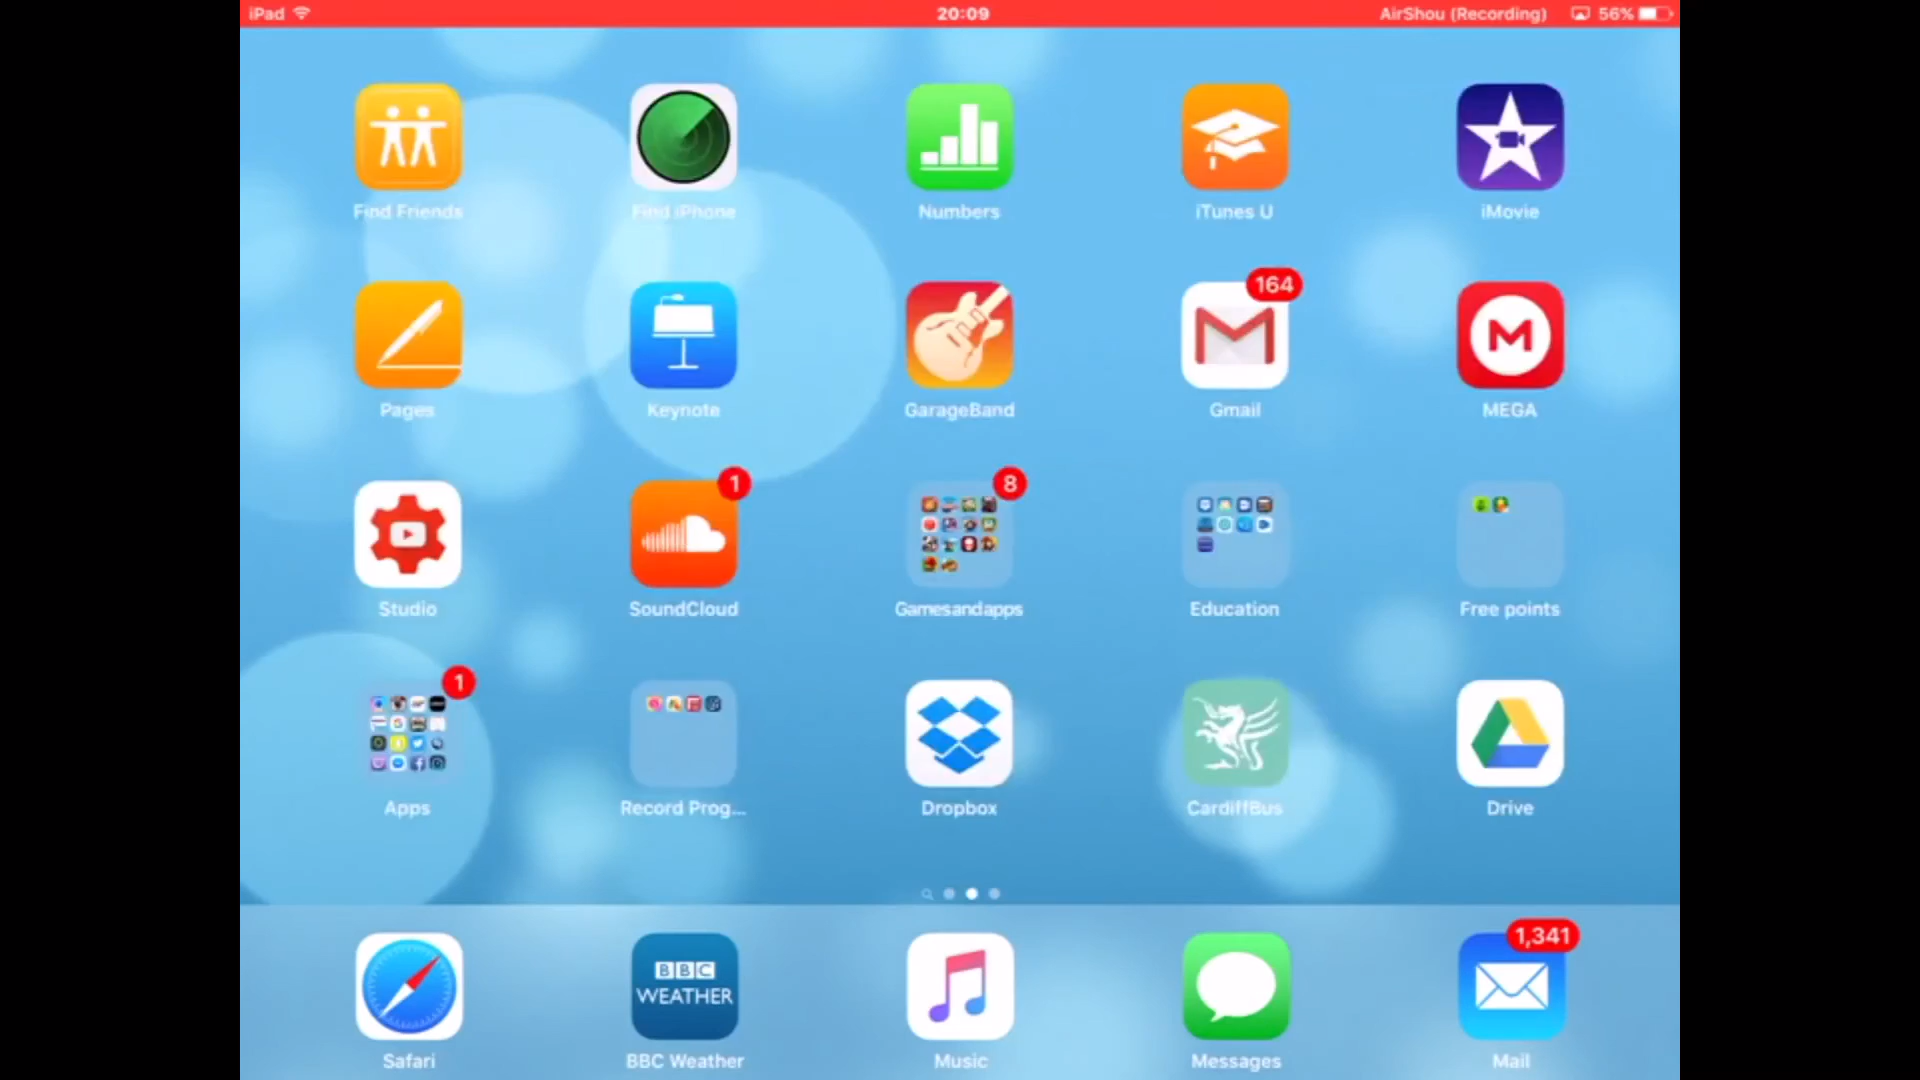 iPad 20:09 AirShou (Recording) 56%
Find Friends Find iPhone Numbers iTunes U iMovie
164
Pages Keynote GarageBand Gmail MEGA
1 8
Studio SoundCloud Gamesandapps Education Free points
1
Apps Record Prog... Dropbox CardiffBus Drive
1,341
BBC
WEATHER
Safari BBC Weather Music Messages Mail